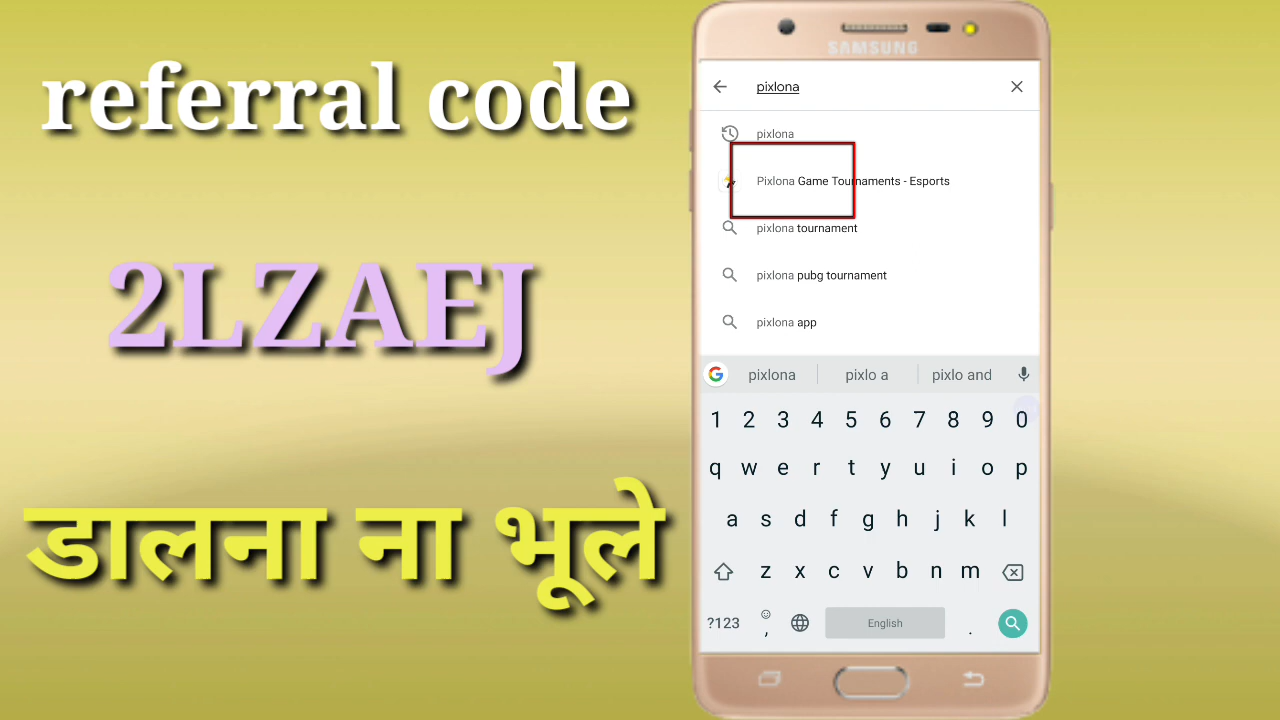 referral code
2LZAEJ
डालना ना भूले
SAMSUNG
pixlona
pixlona
Pixlona Game Tournaments - Esports
pixlona tournament
pixlona pubg tournament
pixlona app
pixlona pixlo a pixlo and
1 2 3 4 5 6 7 8 9 0
q w e r t y u i o p
a s d f g h j k l
z x c v b n m
?123 , English .